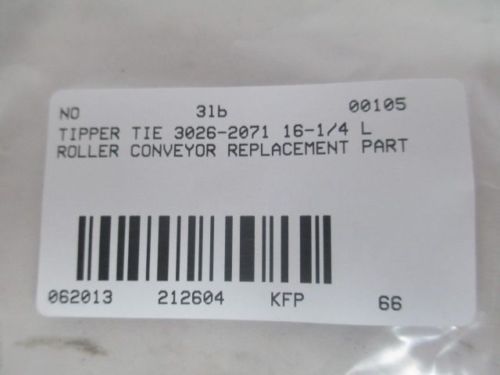 NO 3lb 00105
TIPPER TIE 3026-2071 16-1/4 L
ROLLER CONVEYOR REPLACEMENT PART
062013 212604 KFP 66